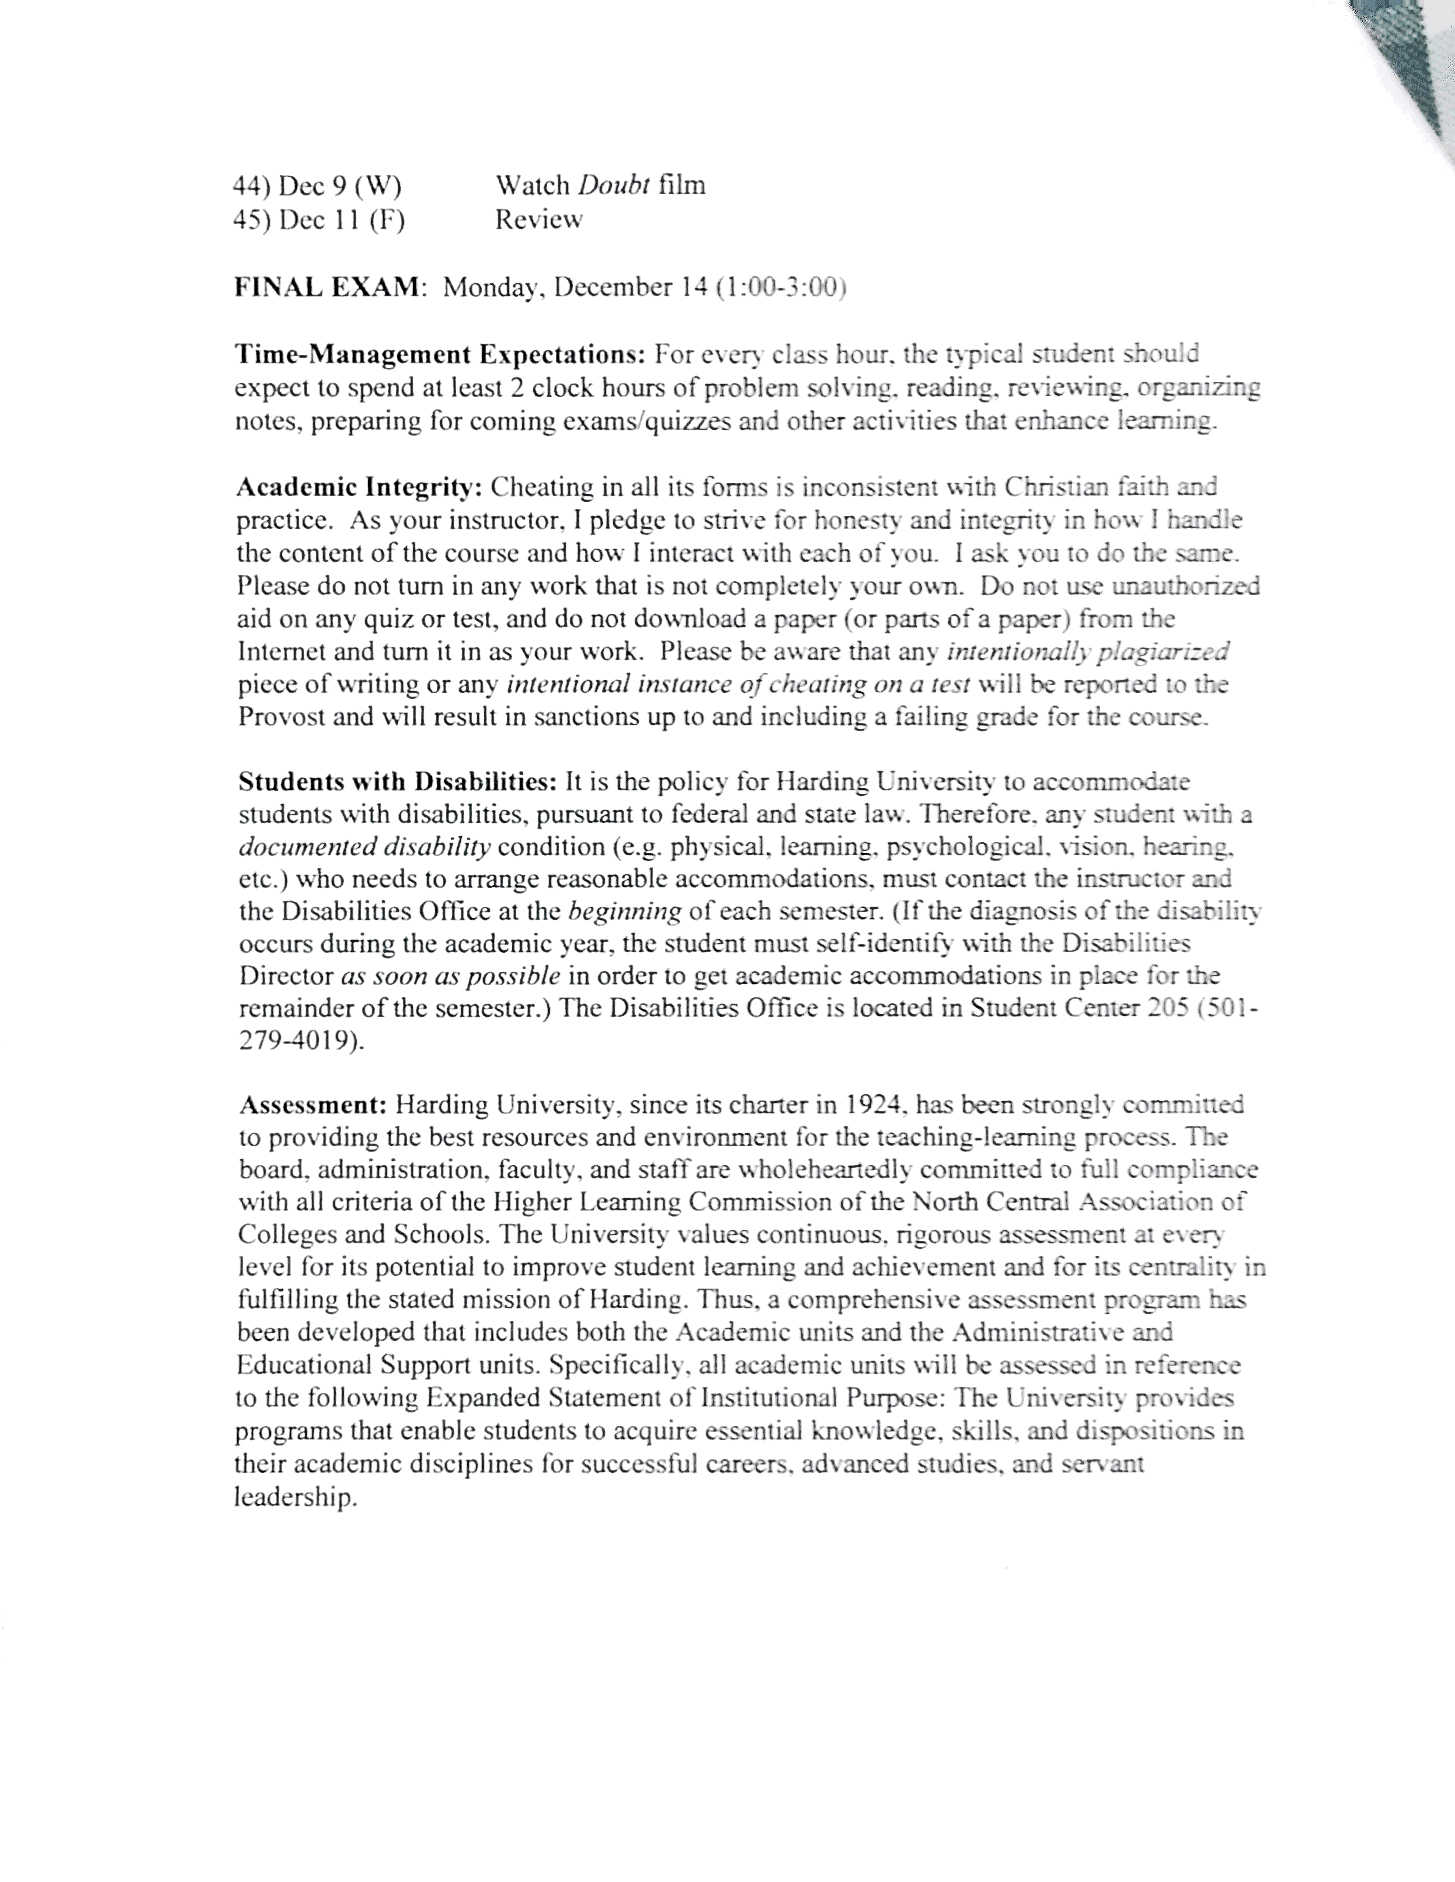 44) Dec 9 (W) Watch Doubt film
45) Dec 11 (F) Review
FINAL EXAM: Monday, December 14 (1:00-3:00)
Time-Management Expectations: For every class hour, the typical student should
expect to spend at least 2 clock hours of problem solving, reading, reviewing, organizing
notes, preparing for coming exams/quizzes and other activities that enhance learning.
Academic Integrity: Cheating in all its forms is inconsistent with Christian faith and
practice. As your instructor, I pledge to strive for honesty and integrity in how I handle
the content of the course and how I interact with each of you. I ask you to do the same.
Please do not turn in any work that is not completely your own. Do not use unauthorized
aid on any quiz or test, and do not download a paper (or parts of a paper) from the
Internet and turn it in as your work. Please be aware that any intentionally plagiarized
piece of writing or any intentional instance of cheating on a test will be reported to the
Provost and will result in sanctions up to and including a failing grade for the course.
Students with Disabilities: It is the policy for Harding University to accommodate
students with disabilities, pursuant to federal and state law. Therefore, any student with a
documented disability condition (e.g. physical, learning, psychological, vision, hearing,
etc.) who needs to arrange reasonable accommodations, must contact the instructor and
the Disabilities Office at the beginning of each semester. (If the diagnosis of the disability
occurs during the academic year, the student must self-identify with the Disabilities
Director as soon as possible in order to get academic accommodations in place for the
remainder of the semester.) The Disabilities Office is located in Student Center 205 (501-
279-4019).
Assessment: Harding University, since its charter in 1924, has been strongly committed
to providing the best resources and environment for the teaching-learning process. The
board, administration, faculty, and staff are wholeheartedly committed to full compliance
with all criteria of the Higher Learning Commission of the North Central Association of
Colleges and Schools. The University values continuous, rigorous assessment at every
level for its potential to improve student learning and achievement and for its centrality in
fulfilling the stated mission of Harding. Thus, a comprehensive assessment program has
been developed that includes both the Academic units and the Administrative and
Educational Support units. Specifically, all academic units will be assessed in reference
to the following Expanded Statement of Institutional Purpose: The University provides
programs that enable students to acquire essential knowledge, skills, and dispositions in
their academic disciplines for successful careers, advanced studies, and servant
leadership.